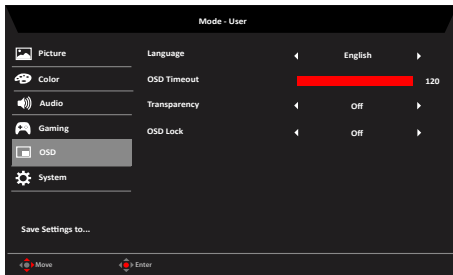 Mode - User
Picture
Language English
Color
OSD Timeout 120
Audio
Transparency Off
Gaming
OSD Lock Off
OSD
System
Save Settings to...
Move Enter